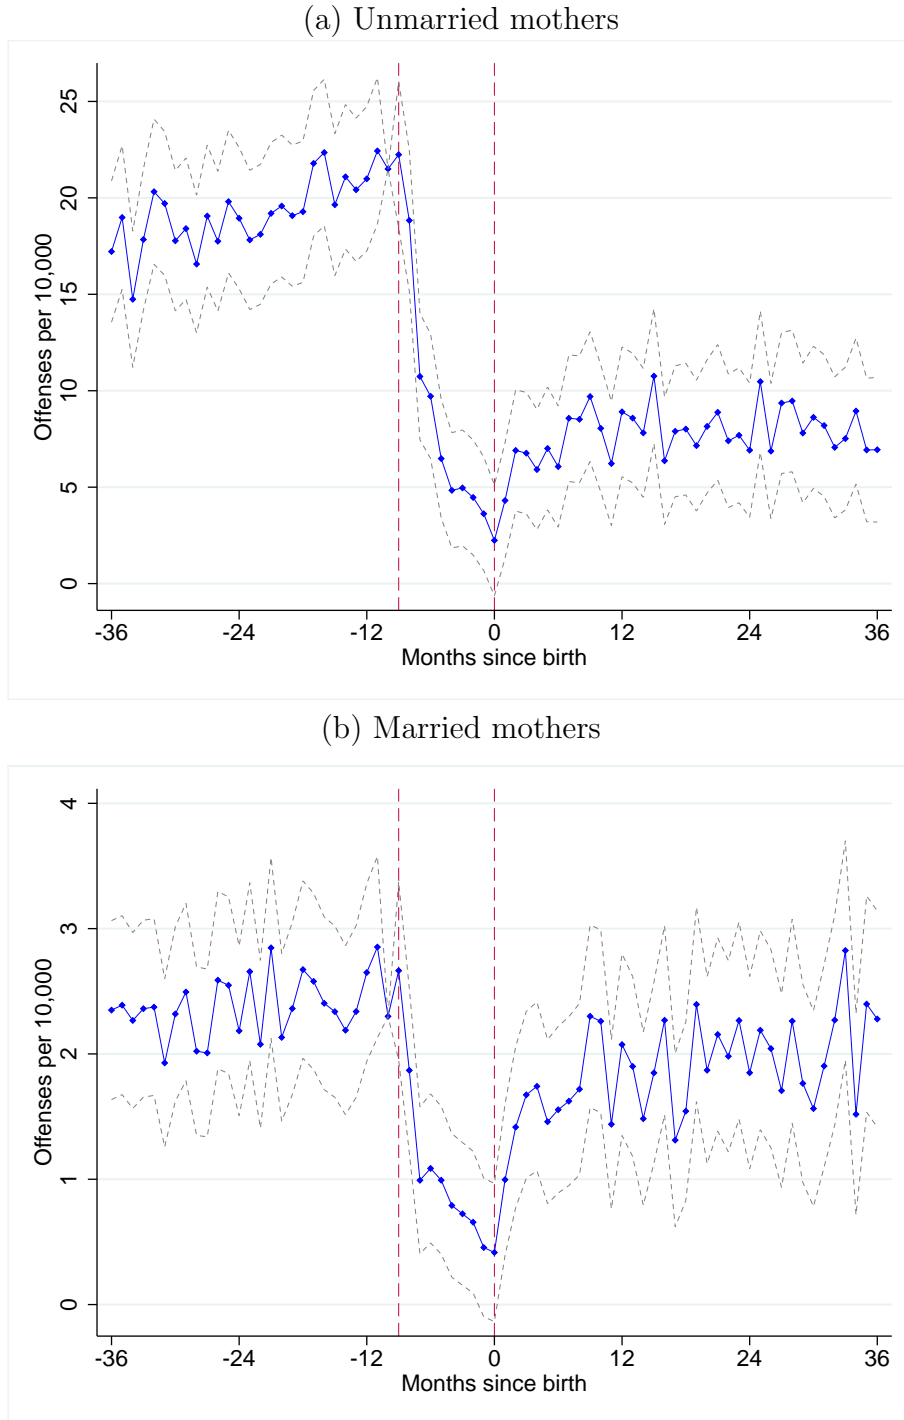 (a) Unmarried mothers
25
20
15
10
5
0
Offenses per 10,000
-36 -24 -12 0 12 24 36
Months since birth
(b) Married mothers
4
3
2
1
0
Offenses per 10,000
-36 -24 -12 0 12 24 36
Months since birth